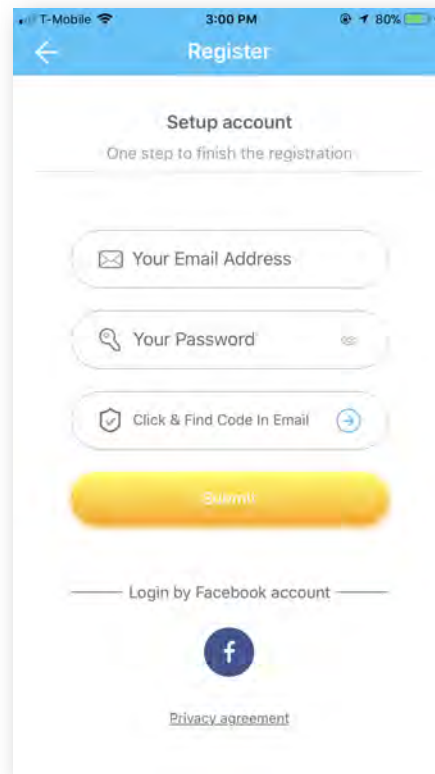 T-Mobile 3:00 PM 80%
Register
Setup account
One step to finish the registration
Your Email Address
Your Password
Click & Find Code In Email
Submit
Login by Facebook account
f
Privacy agreement